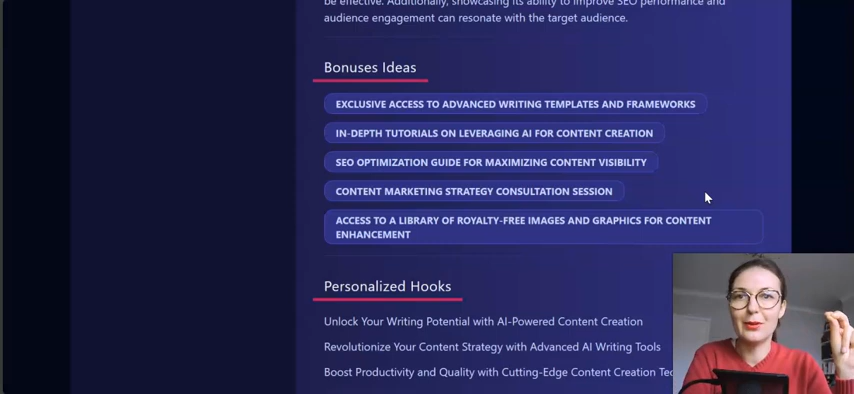 be effective. Additionally, showcasing its ability to improve SEO performance and
audience engagement can resonate with the target audience.
Bonuses Ideas
EXCLUSIVE ACCESS TO ADVANCED WRITING TEMPLATES AND FRAMEWORKS
IN-DEPTH TUTORIALS ON LEVERAGING AI FOR CONTENT CREATION
SEO OPTIMIZATION GUIDE FOR MAXIMIZING CONTENT VISIBILITY
CONTENT MARKETING STRATEGY CONSULTATION SESSION
ACCESS TO A LIBRARY OF ROYALTY-FREE IMAGES AND GRAPHICS FOR CONTENT
ENHANCEMENT
Personalized Hooks
Unlock Your Writing Potential with AI-Powered Content Creation
Revolutionize Your Content Strategy with Advanced AI Writing Tools
Boost Productivity and Quality with Cutting-Edge Content Creation